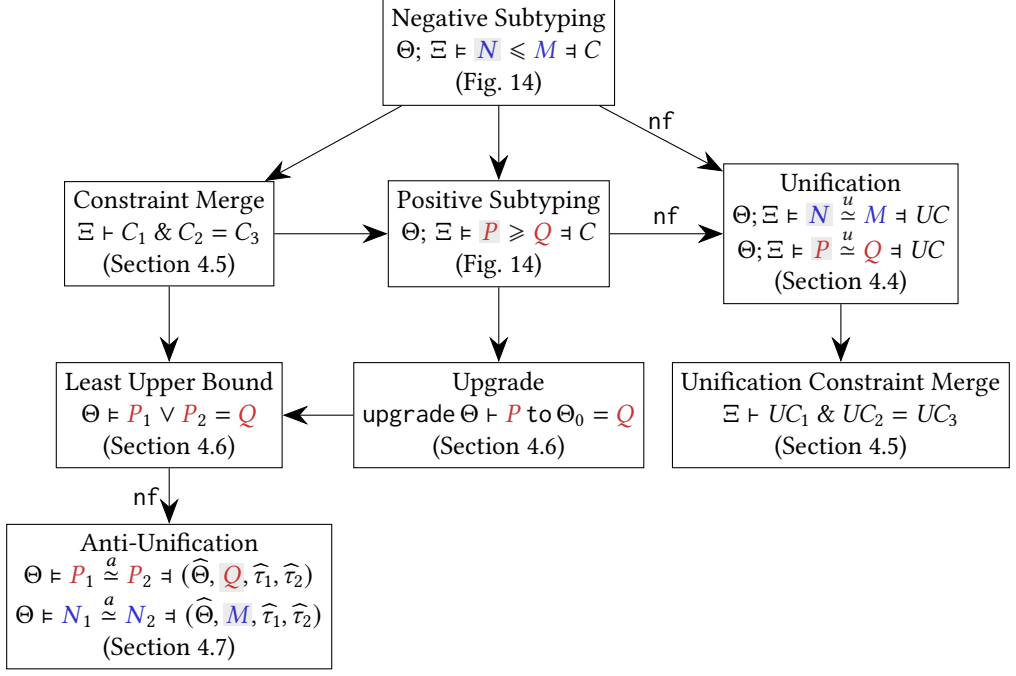 Negative Subtyping
Θ; Ξ ⊨ N ⩽ M ⫤ C
(Fig. 14)
nf
Constraint Merge
Ξ ⊢ C₁ & C₂ = C₃
(Section 4.5)
Positive Subtyping
Θ; Ξ ⊨ P ⩾ Q ⫤ C
(Fig. 14)
nf
Unification
Θ; Ξ ⊨ N ≃ᵘ M ⫤ UC
Θ; Ξ ⊨ P ≃ᵘ Q ⫤ UC
(Section 4.4)
Least Upper Bound
Θ ⊨ P₁ ∨ P₂ = Q
(Section 4.6)
Upgrade
upgrade Θ ⊢ P to Θ₀ = Q
(Section 4.6)
Unification Constraint Merge
Ξ ⊢ UC₁ & UC₂ = UC₃
(Section 4.5)
nf
Anti-Unification
Θ ⊨ P₁ ≃ᵃ P₂ ⫤ (Θ̂, Q, τ̂₁, τ̂₂)
Θ ⊨ N₁ ≃ᵃ N₂ ⫤ (Θ̂, M, τ̂₁, τ̂₂)
(Section 4.7)